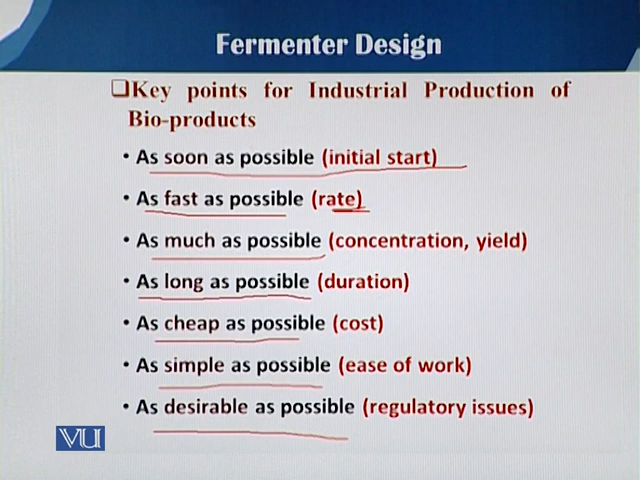 Fermenter Design
❑Key points for Industrial Production of
Bio-products
• As soon as possible (initial start)
• As fast as possible (rate)
• As much as possible (concentration, yield)
• As long as possible (duration)
• As cheap as possible (cost)
• As simple as possible (ease of work)
• As desirable as possible (regulatory issues)
VU